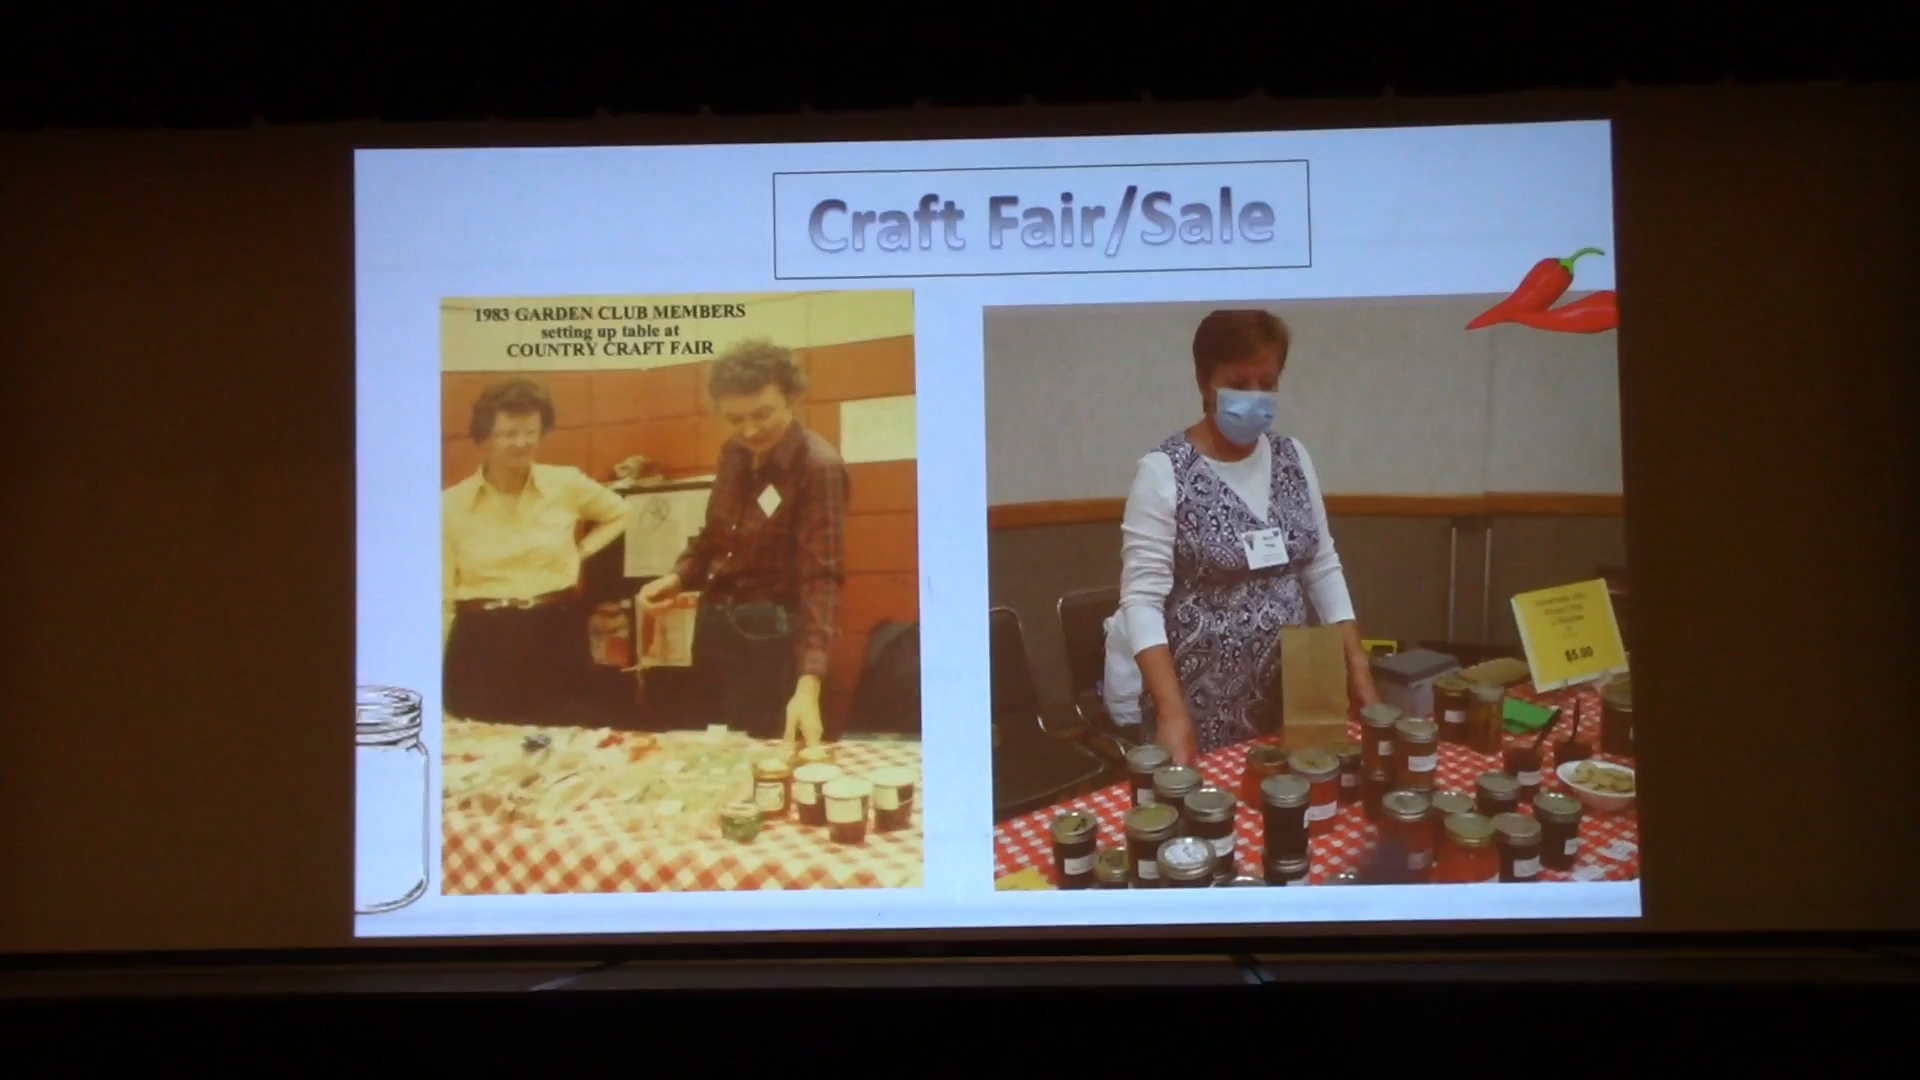 Craft Fair/Sale
1983 GARDEN CLUB MEMBERS
setting up table at
COUNTRY CRAFT FAIR
$5.00